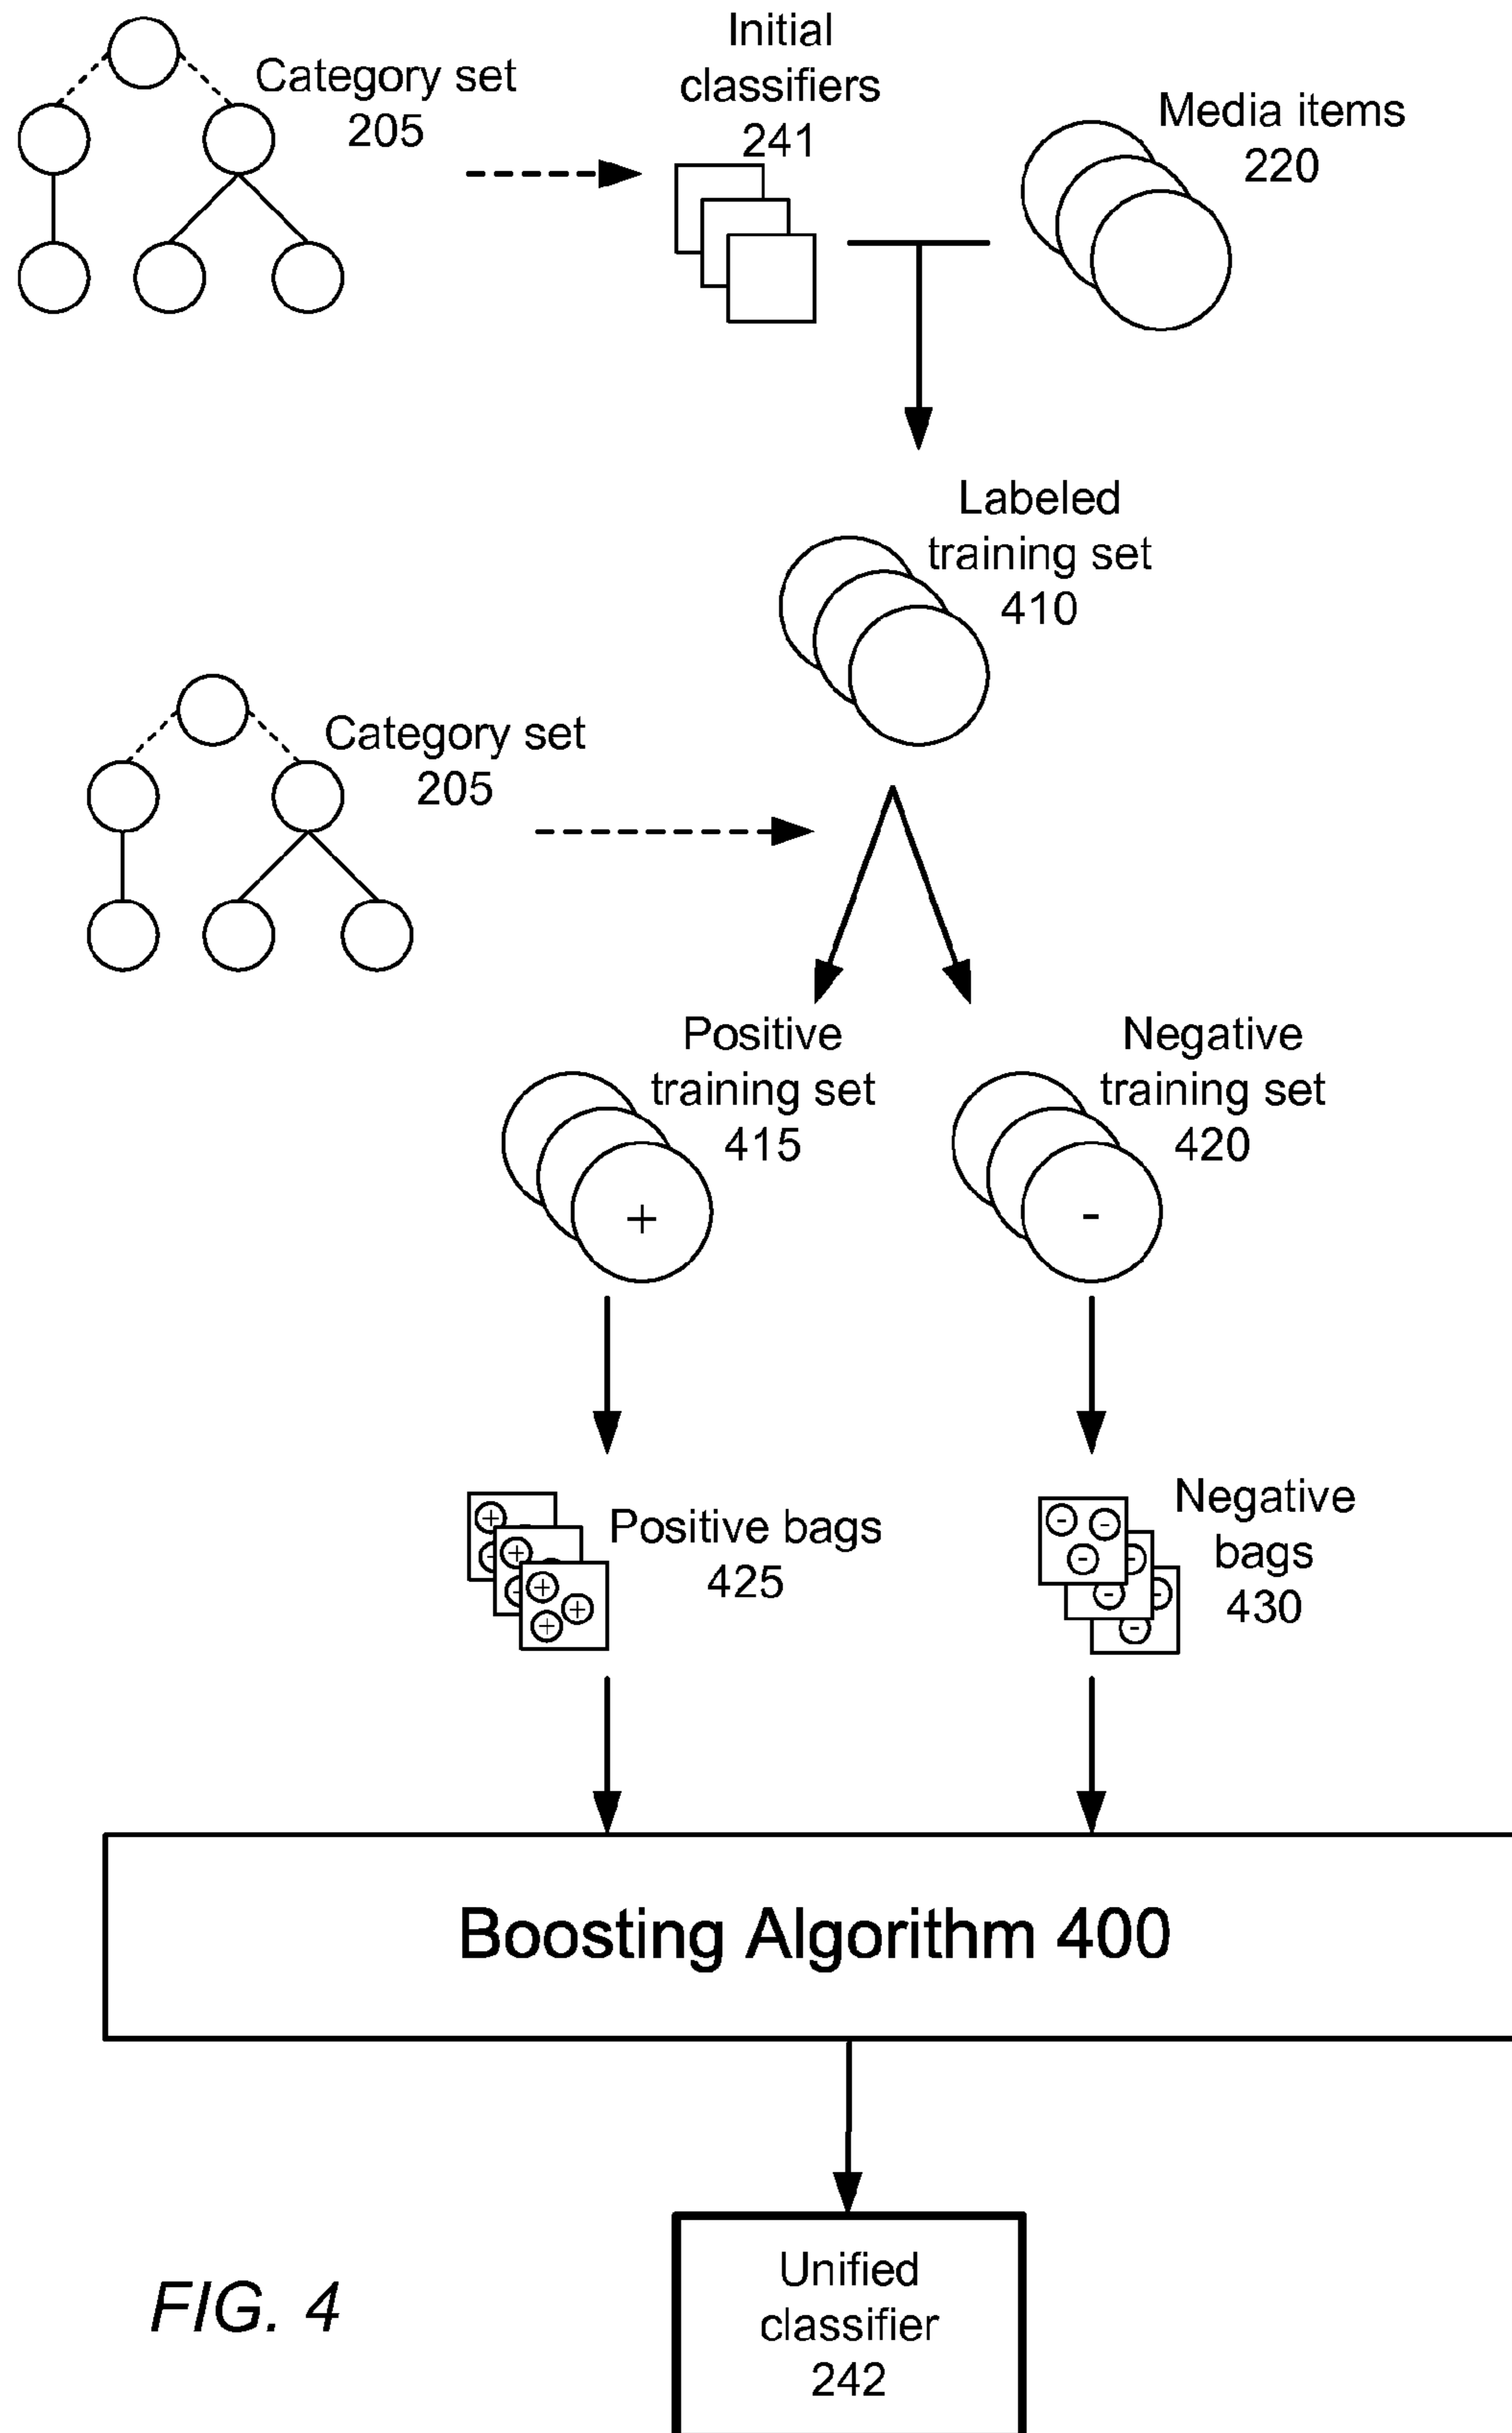 Category set
205
Initial
classifiers
241
Media items
220
Labeled
training set
410
Category set
205
Positive
training set
415
+
Negative
training set
420
-
+
+
+
+
+
Positive bags
425
-
-
-
-
-
-
-
Negative
bags
430
Boosting Algorithm 400
Unified
classifier
242
FIG. 4